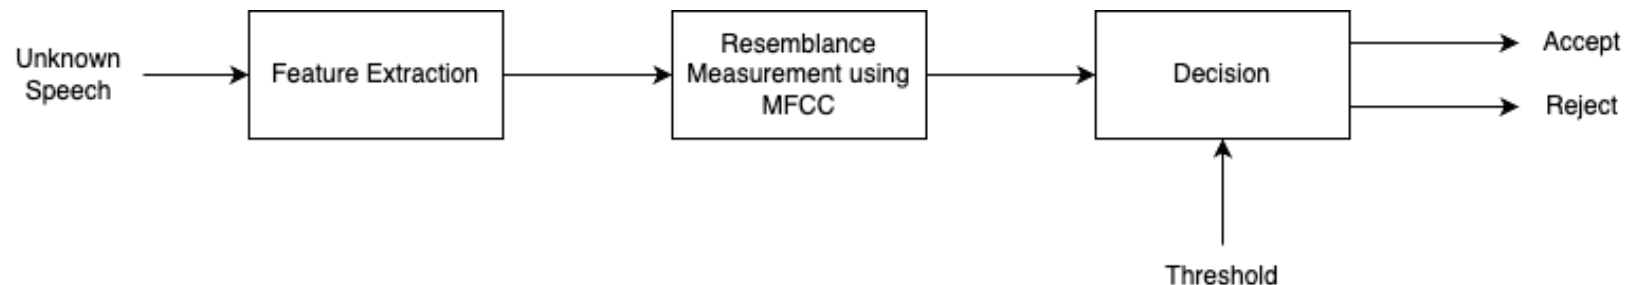 Unknown
Speech
Feature Extraction
Resemblance
Measurement using
MFCC
Decision
Accept
Reject
Threshold